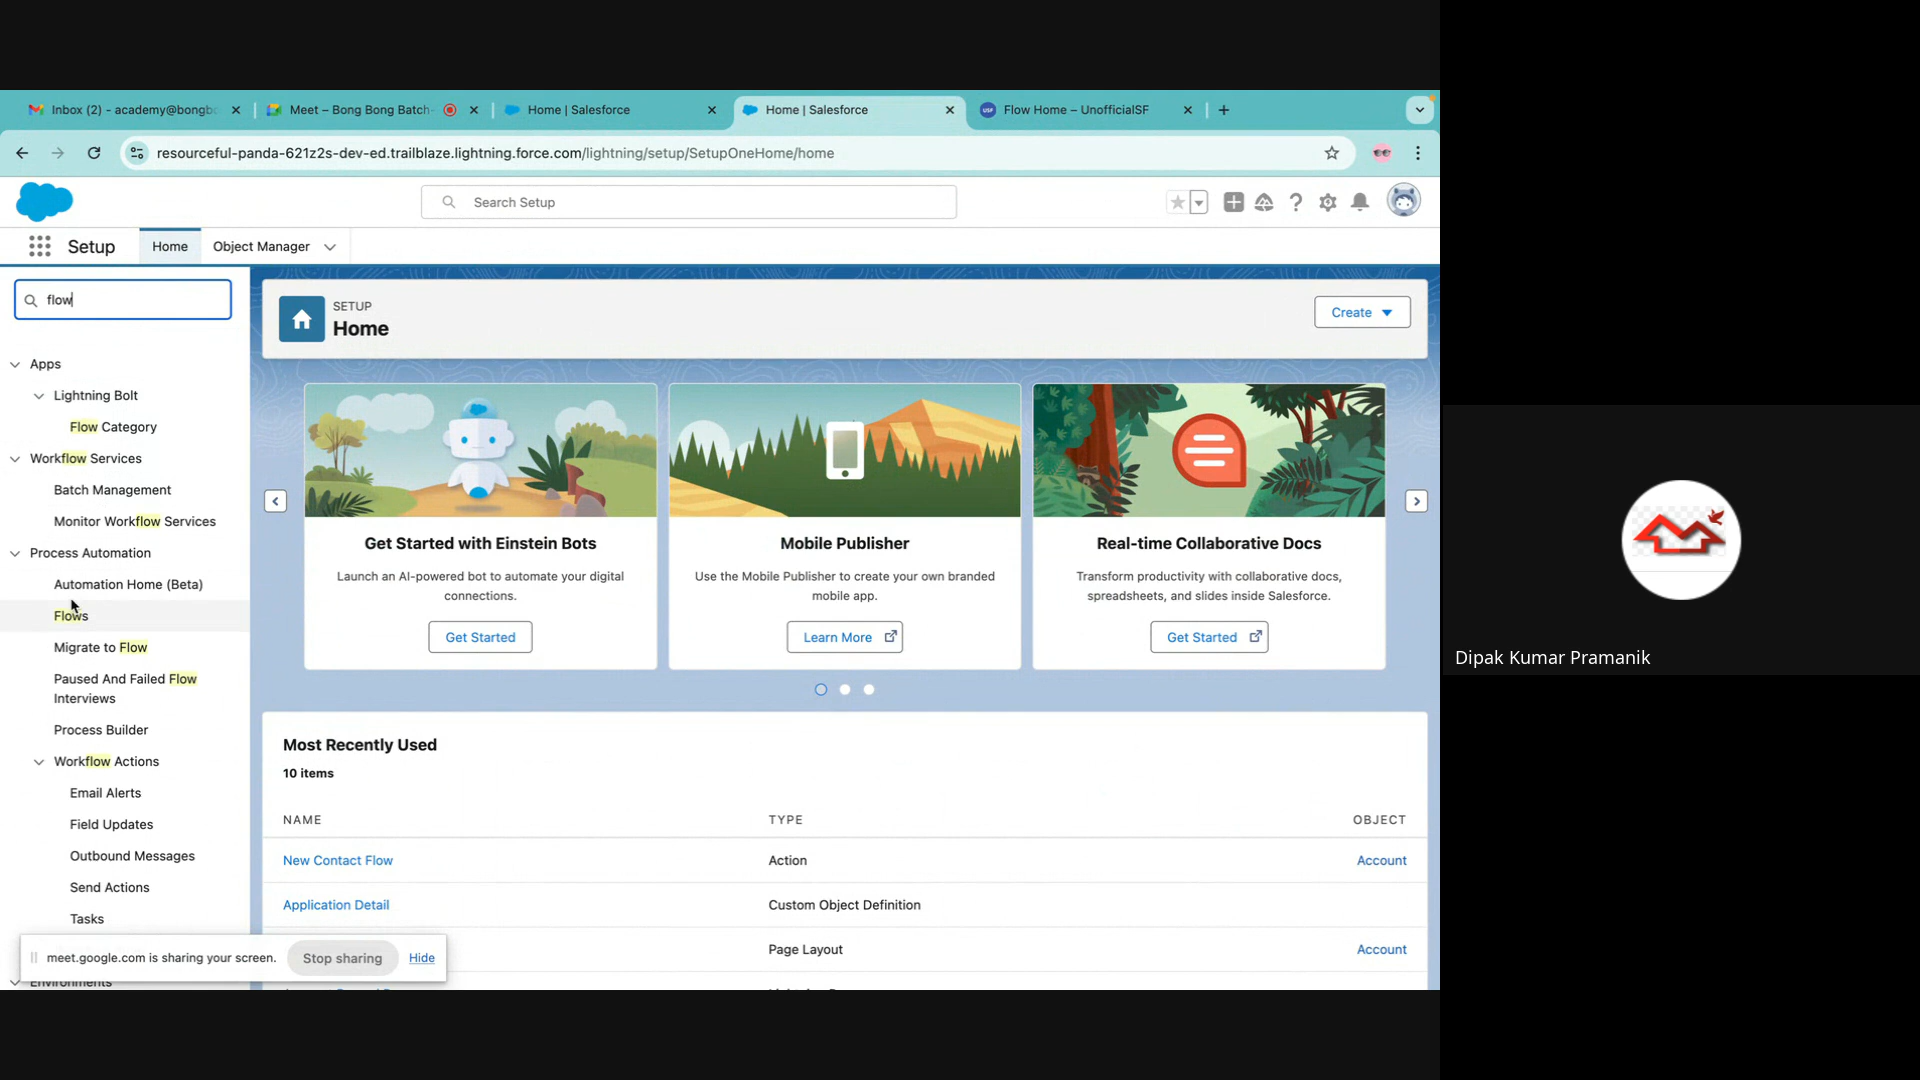 Inbox (2) - academy@bongbo
Meet – Bong Bong Batch-
Home | Salesforce
Home | Salesforce
Flow Home – UnofficialSF
resourceful-panda-621z2s-dev-ed.trailblaze.lightning.force.com/lightning/setup/SetupOneHome/home
Search Setup
Setup
Home
Object Manager
flow
Apps
Lightning Bolt
Flow Category
Workflow Services
Batch Management
Monitor Workflow Services
Process Automation
Automation Home (Beta)
Flows
Migrate to Flow
Paused And Failed Flow
Interviews
Process Builder
Workflow Actions
Email Alerts
Field Updates
Outbound Messages
Send Actions
Tasks
Environments
SETUP
Home
Create
Get Started with Einstein Bots
Launch an AI-powered bot to automate your digital
connections.
Get Started
Mobile Publisher
Use the Mobile Publisher to create your own branded
mobile app.
Learn More
Real-time Collaborative Docs
Transform productivity with collaborative docs,
spreadsheets, and slides inside Salesforce.
Get Started
Most Recently Used
10 items
NAME TYPE OBJECT
New Contact Flow Action Account
Application Detail Custom Object Definition
Page Layout Account
meet.google.com is sharing your screen.
Stop sharing
Hide
Dipak Kumar Pramanik